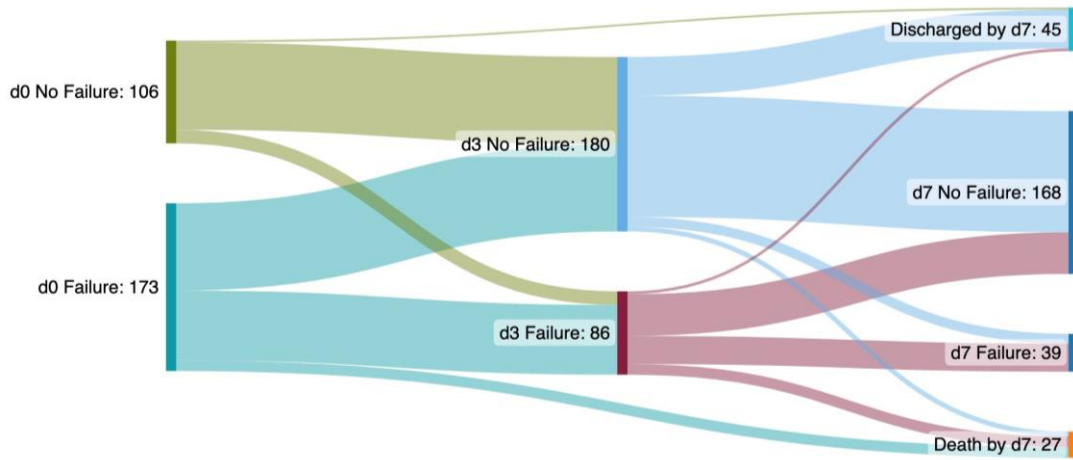 Discharged by d7: 45
d0 No Failure: 106
d3 No Failure: 180
d7 No Failure: 168
d0 Failure: 173
d3 Failure: 86
d7 Failure: 39
Death by d7: 27